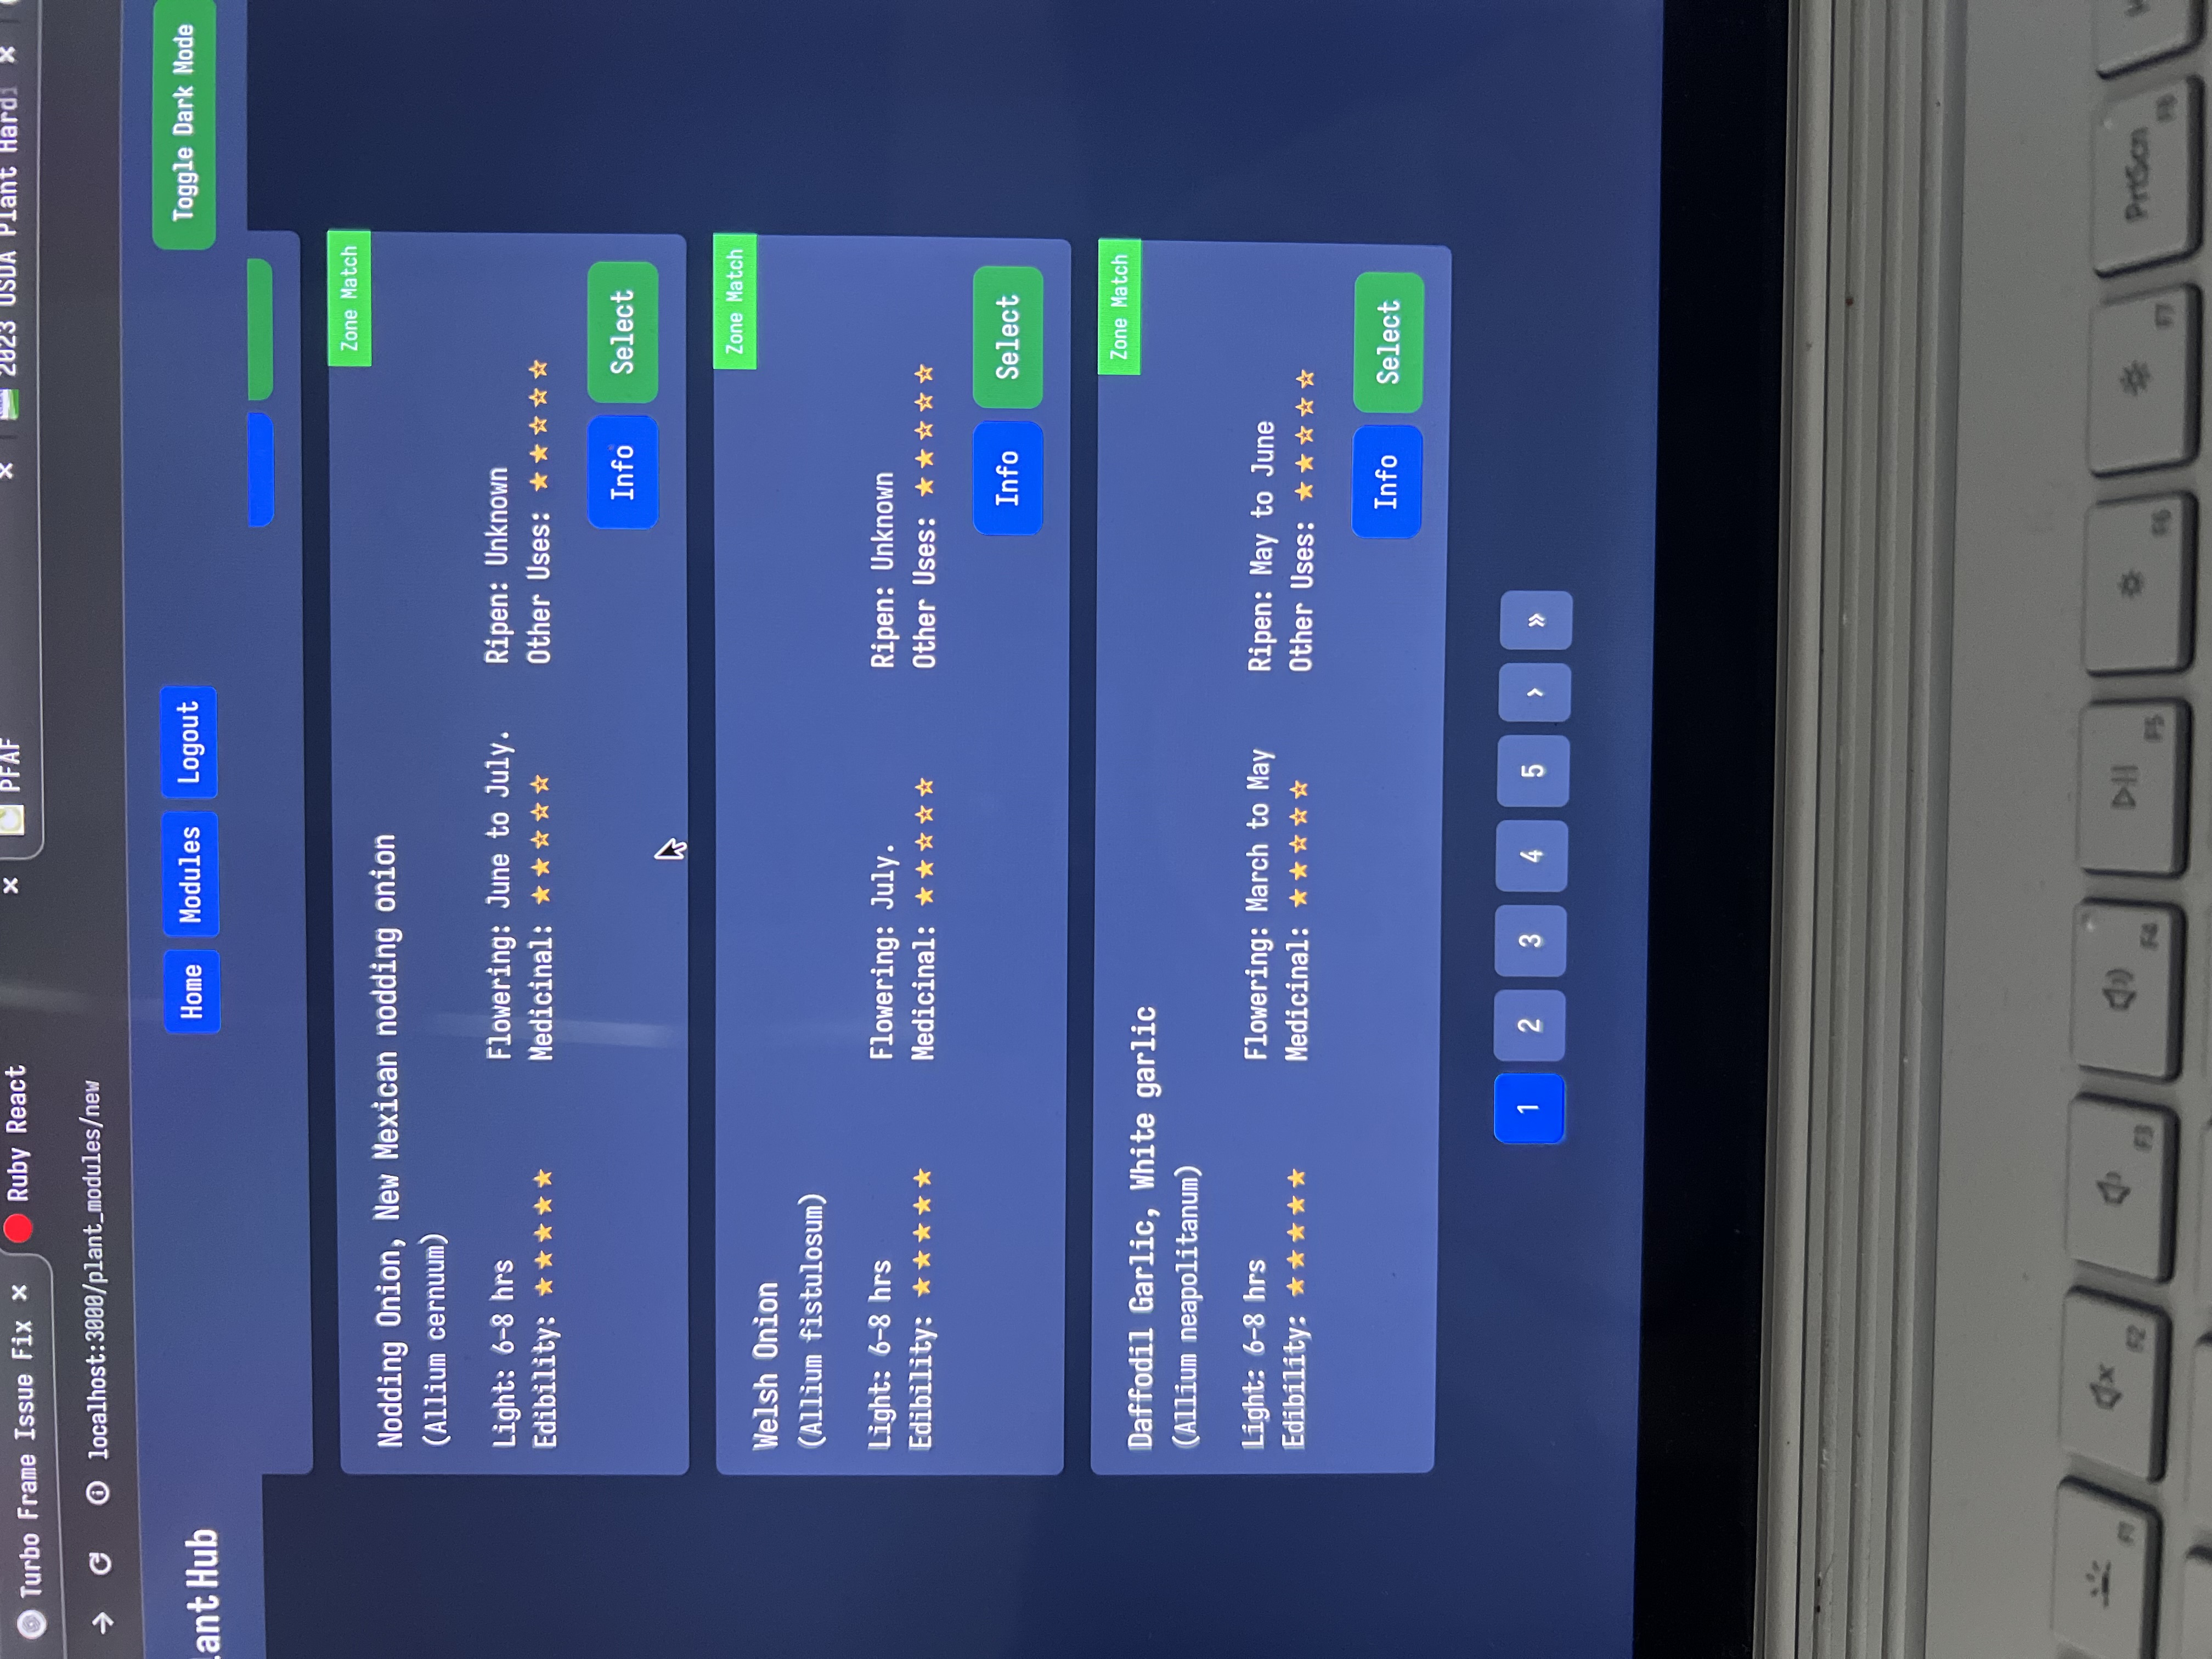 Turbo Frame Issue Fix × Ruby React × PFAF × 2023 USDA Plant Hardi ×
localhost:3000/plant_modules/new
lant Hub Home Modules Logout Toggle Dark Mode
Zone Match
Nodding Onion, New Mexican nodding onion
(Allium cernuum)
Light: 6-8 hrs Flowering: June to July. Ripen: Unknown
Edibility: ★★★★★ Medicinal: ★★☆☆☆ Other Uses: ★★☆☆☆
Info Select
Zone Match
Welsh Onion
(Allium fistulosum)
Light: 6-8 hrs Flowering: July. Ripen: Unknown
Edibility: ★★★★★ Medicinal: ★★☆☆☆ Other Uses: ★★☆☆☆
Info Select
Zone Match
Daffodil Garlic, White garlic
(Allium neapolitanum)
Light: 6-8 hrs Flowering: March to May Ripen: May to June
Edibility: ★★★★★ Medicinal: ★★☆☆☆ Other Uses: ★★☆☆☆
Info Select
1 2 3 4 5 › »
PrtScn
F1 F2 F3 F4 F5 F6 F7 F8